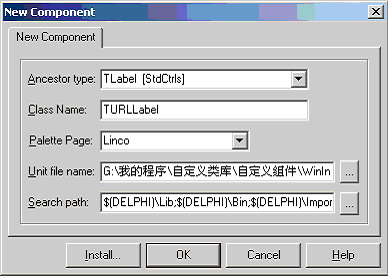 New Component
New Component
Ancestor type: TLabel [StdCtrls]
Class Name: TURLLabel
Palette Page: Linco
Unit file name: G:\我的程序\自定义类库\自定义组件\WinIn ...
Search path: $(DELPHI)\Lib;$(DELPHI)\Bin;$(DELPHI)\Impor ...
Install... OK Cancel Help